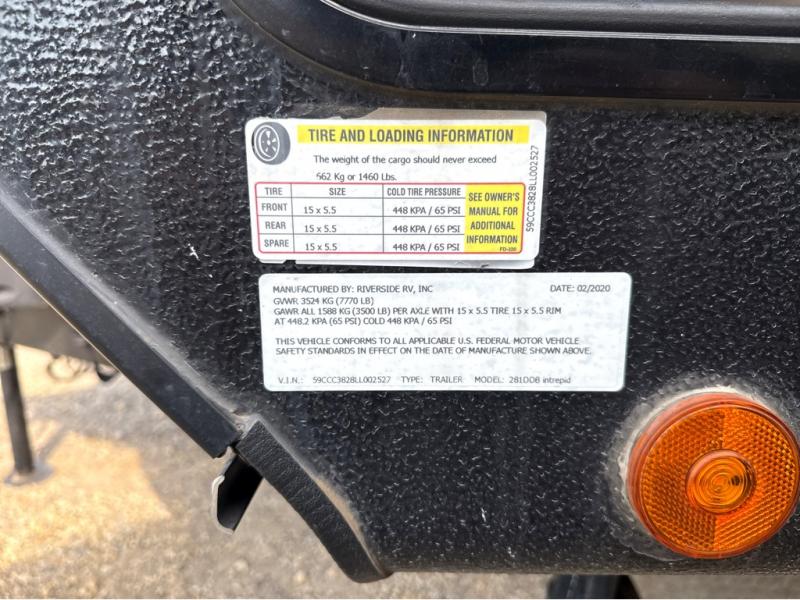 TIRE AND LOADING INFORMATION
The weight of the cargo should never exceed
662 Kg or 1460 Lbs.
TIRE SIZE COLD TIRE PRESSURE
FRONT 15 x 5.5 448 KPA / 65 PSI
REAR 15 x 5.5 448 KPA / 65 PSI
SPARE 15 x 5.5 448 KPA / 65 PSI
SEE OWNER'S
MANUAL FOR
ADDITIONAL
INFORMATION
FD-100
59CCC3828LL002527
MANUFACTURED BY: RIVERSIDE RV, INC DATE: 02/2020
GVWR 3524 KG (7770 LB)
GAWR ALL 1588 KG (3500 LB) PER AXLE WITH 15 x 5.5 TIRE 15 x 5.5 RIM
AT 448.2 KPA (65 PSI) COLD 448 KPA / 65 PSI
THIS VEHICLE CONFORMS TO ALL APPLICABLE U.S. FEDERAL MOTOR VEHICLE
SAFETY STANDARDS IN EFFECT ON THE DATE OF MANUFACTURE SHOWN ABOVE.
V.I.N.: 59CCC3828LL002527 TYPE: TRAILER MODEL: 281DOB intrepid